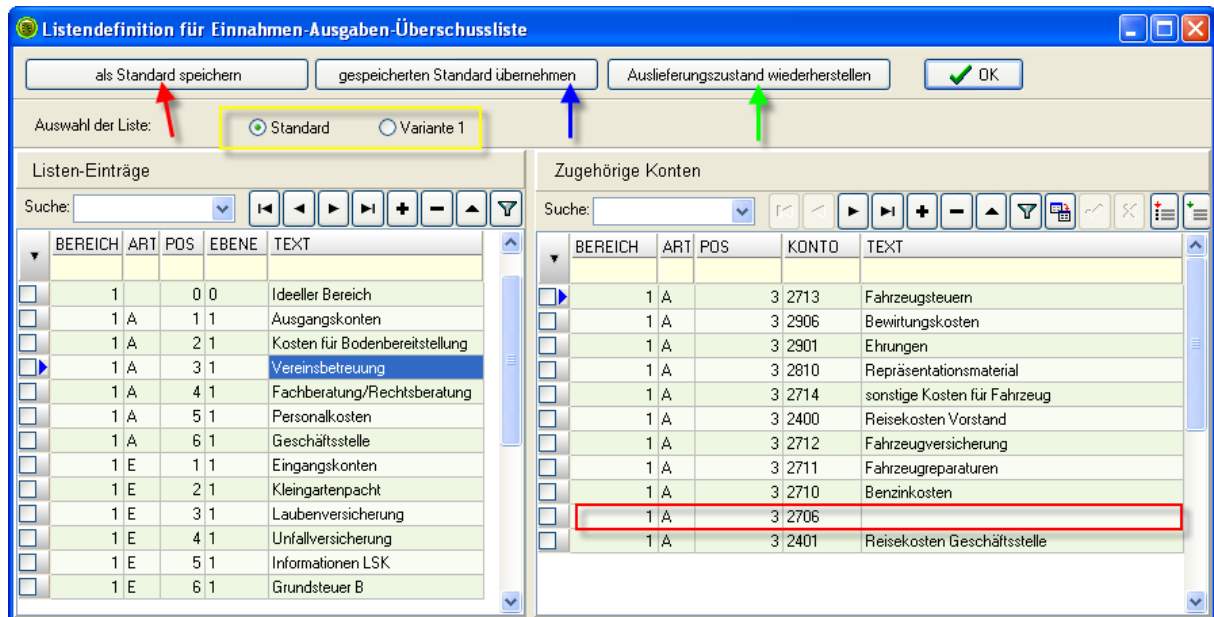 Listendefinition für Einnahmen-Ausgaben-Überschussliste
als Standard speichern gespeicherten Standard übernehmen Auslieferungszustand wiederherstellen OK
Auswahl der Liste: Standard Variante 1
Listen-Einträge
Suche:
BEREICH ART POS EBENE TEXT
1 0 0 Ideeller Bereich
1 A 1 1 Ausgangskonten
1 A 2 1 Kosten für Bodenbereitstellung
1 A 3 1 Vereinsbetreuung
1 A 4 1 Fachberatung/Rechtsberatung
1 A 5 1 Personalkosten
1 A 6 1 Geschäftsstelle
1 E 1 1 Eingangskonten
1 E 2 1 Kleingartenpacht
1 E 3 1 Laubenversicherung
1 E 4 1 Unfallversicherung
1 E 5 1 Informationen LSK
1 E 6 1 Grundsteuer B
Zugehörige Konten
Suche:
BEREICH ART POS KONTO TEXT
1 A 3 2713 Fahrzeugsteuern
1 A 3 2906 Bewirtungskosten
1 A 3 2901 Ehrungen
1 A 3 2810 Repräsentationsmaterial
1 A 3 2714 sonstige Kosten für Fahrzeug
1 A 3 2400 Reisekosten Vorstand
1 A 3 2712 Fahrzeugversicherung
1 A 3 2711 Fahrzeugreparaturen
1 A 3 2710 Benzinkosten
1 A 3 2706
1 A 3 2401 Reisekosten Geschäftsstelle